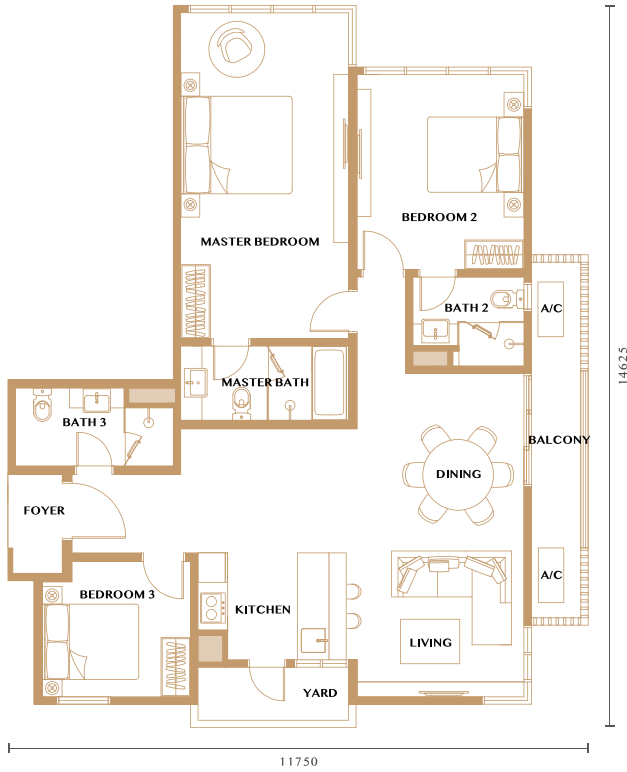 BEDROOM 2
MASTER BEDROOM
BATH 2
A/C
14625
MASTER BATH
BATH 3
BALCONY
DINING
FOYER
A/C
BEDROOM 3
KITCHEN
LIVING
YARD
11750